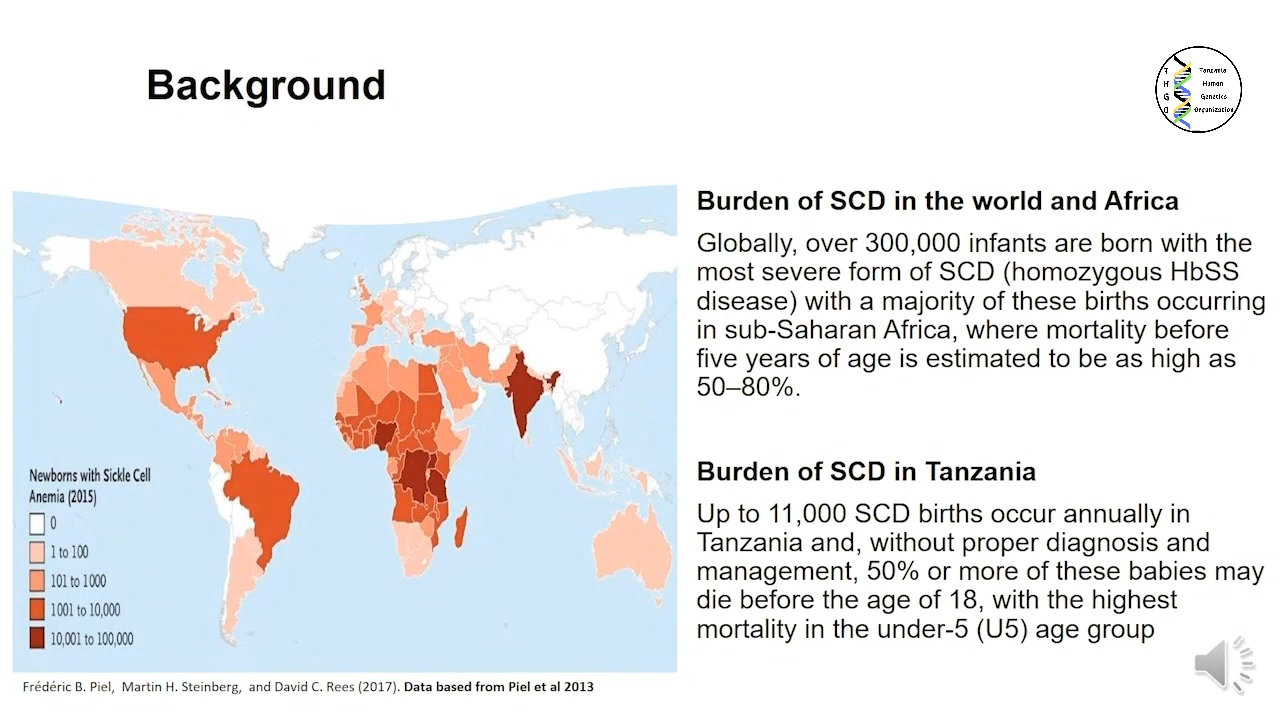 Background
T
H
G
O
Tanzania
Human
Genetics
Organization
Burden of SCD in the world and Africa
Globally, over 300,000 infants are born with the
most severe form of SCD (homozygous HbSS
disease) with a majority of these births occurring
in sub-Saharan Africa, where mortality before
five years of age is estimated to be as high as
50–80%.
Burden of SCD in Tanzania
Up to 11,000 SCD births occur annually in
Tanzania and, without proper diagnosis and
management, 50% or more of these babies may
die before the age of 18, with the highest
mortality in the under-5 (U5) age group
Newborns with Sickle Cell
Anemia (2015)
0
1 to 100
101 to 1000
1001 to 10,000
10,001 to 100,000
Frédéric B. Piel, Martin H. Steinberg, and David C. Rees (2017). Data based from Piel et al 2013